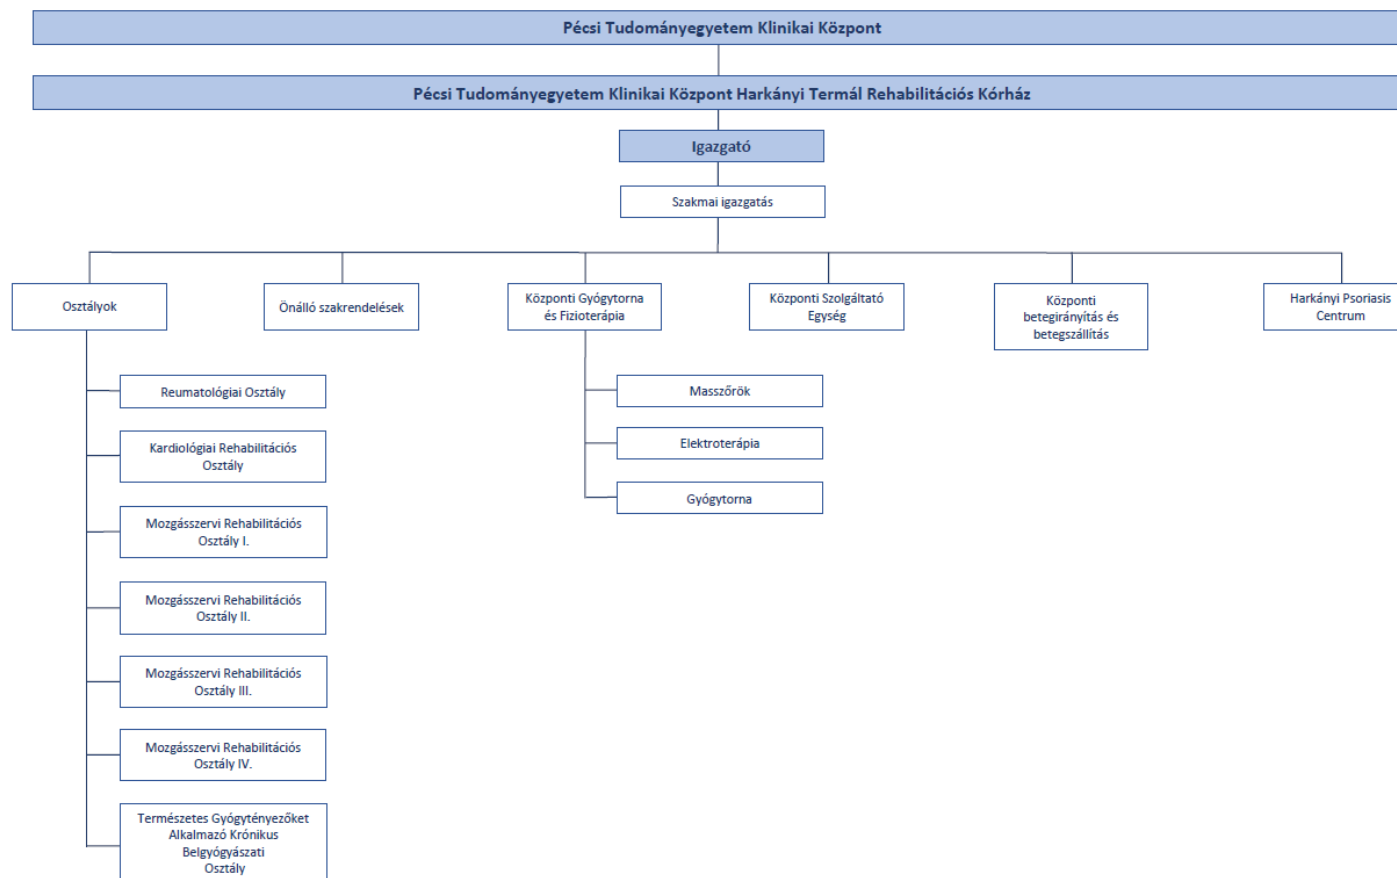 Pécsi Tudományegyetem Klinikai Központ
Pécsi Tudományegyetem Klinikai Központ Harkányi Termál Rehabilitációs Kórház
Igazgató
Szakmai igazgatás
Osztályok
Önálló szakrendelések
Központi Gyógytorna
és Fizioterápia
Központi Szolgáltató
Egység
Központi
betegirányítás és
betegszállítás
Harkányi Psoriasis
Centrum
Reumatológiai Osztály
Kardiológiai Rehabilitációs
Osztály
Mozgásszervi Rehabilitációs
Osztály I.
Mozgásszervi Rehabilitációs
Osztály II.
Mozgásszervi Rehabilitációs
Osztály III.
Mozgásszervi Rehabilitációs
Osztály IV.
Természetes Gyógytényezőket
Alkalmazó Krónikus
Belgyógyászati
Osztály
Masszőrök
Elektroterápia
Gyógytorna